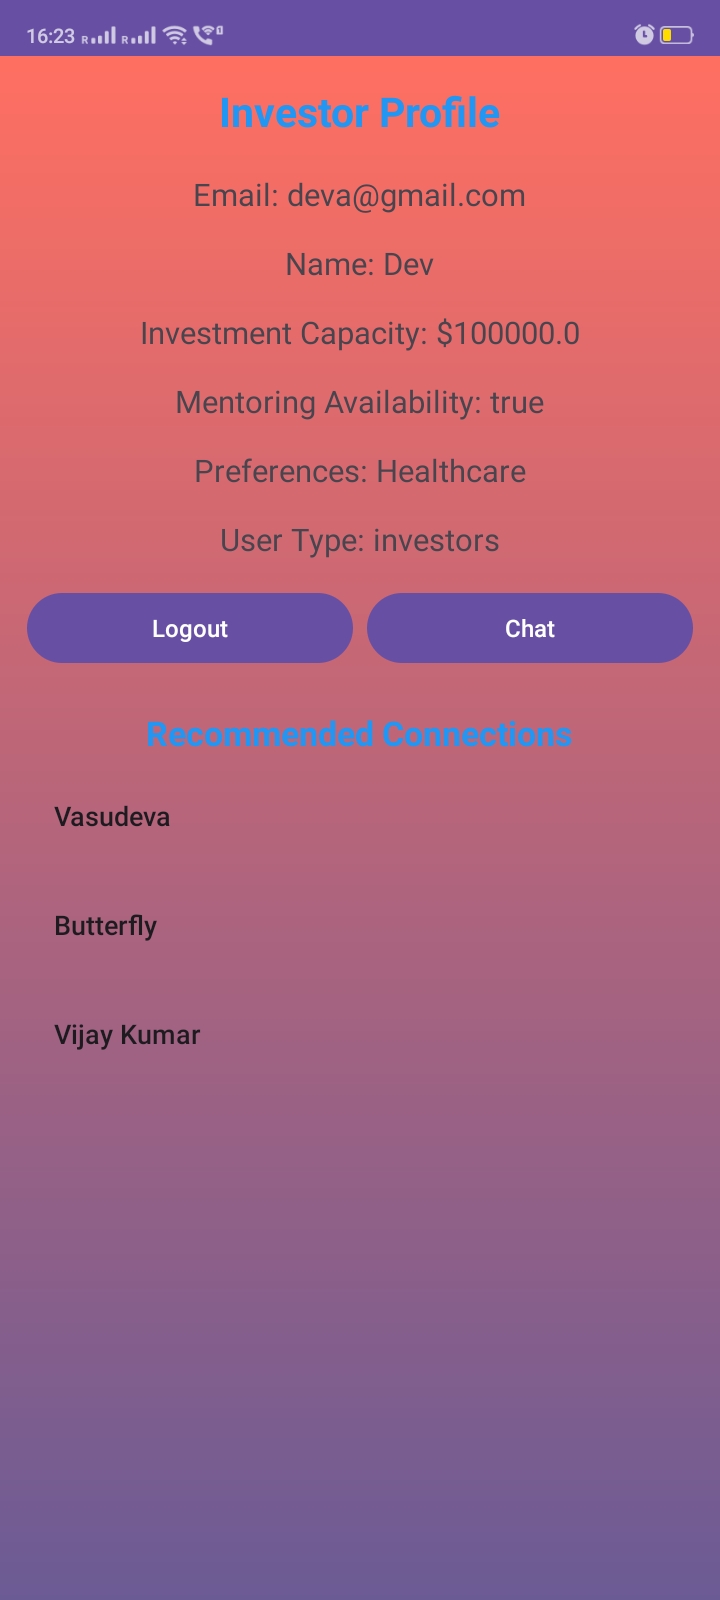 16:23
Investor Profile
Email: deva@gmail.com
Name: Dev
Investment Capacity: $100000.0
Mentoring Availability: true
Preferences: Healthcare
User Type: investors
Logout Chat
Recommended Connections
Vasudeva
Butterfly
Vijay Kumar